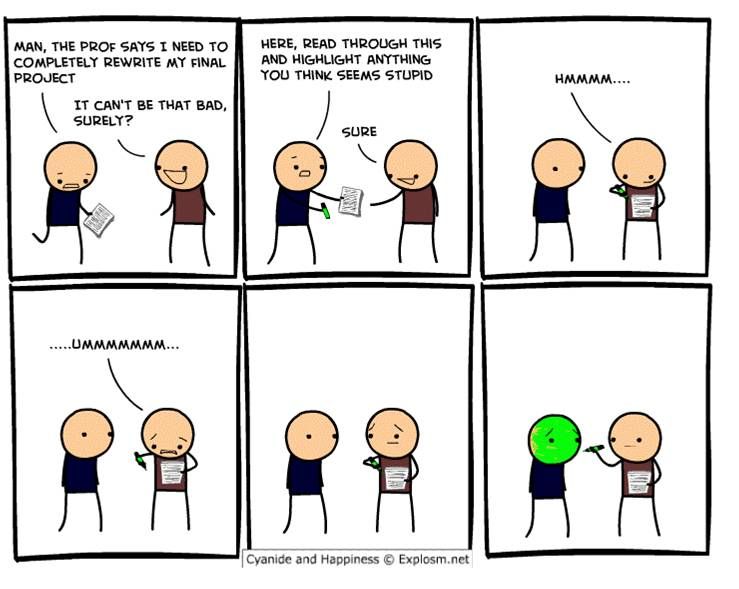 MAN, THE PROF SAYS I NEED TO
COMPLETELY REWRITE MY FINAL
PROJECT
IT CAN'T BE THAT BAD,
SURELY?
HERE, READ THROUGH THIS
AND HIGHLIGHT ANYTHING
YOU THINK SEEMS STUPID
SURE
HMMMM....
.....UMMMMMMM...
Cyanide and Happiness © Explosm.net